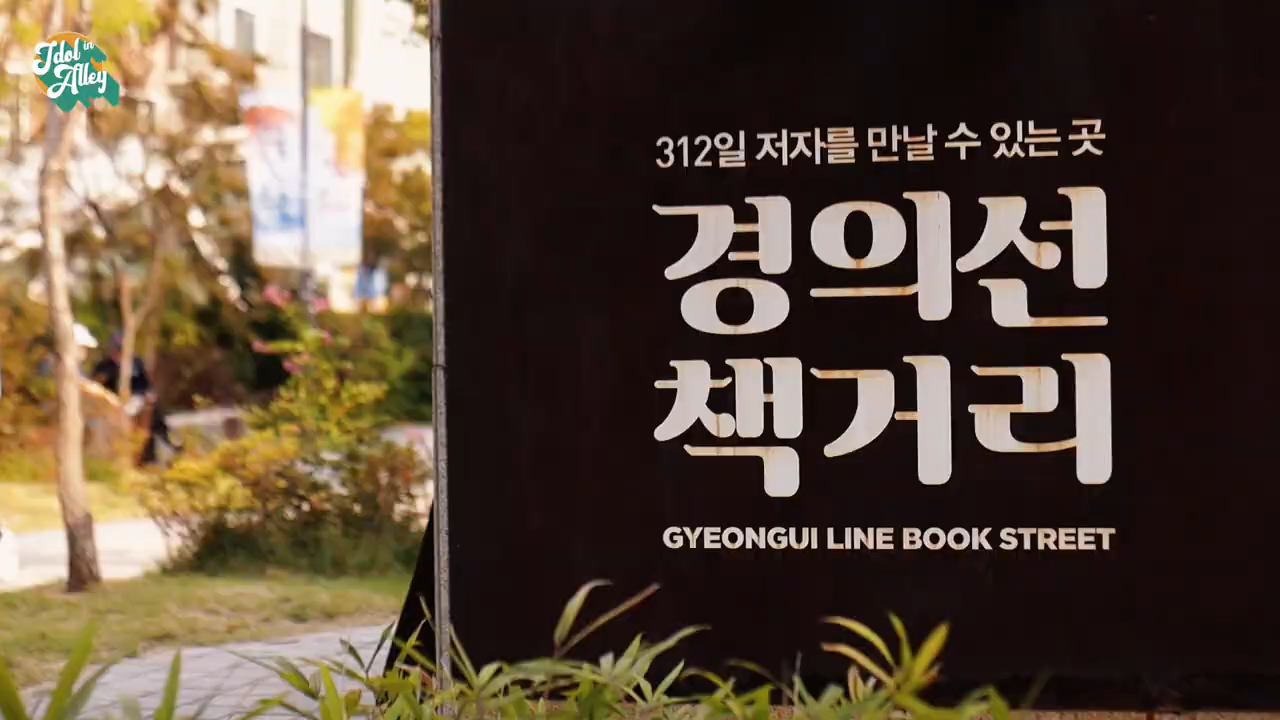 Idol in
Alley
312일 저자를 만날 수 있는 곳
경의선
책거리
GYEONGUI LINE BOOK STREET